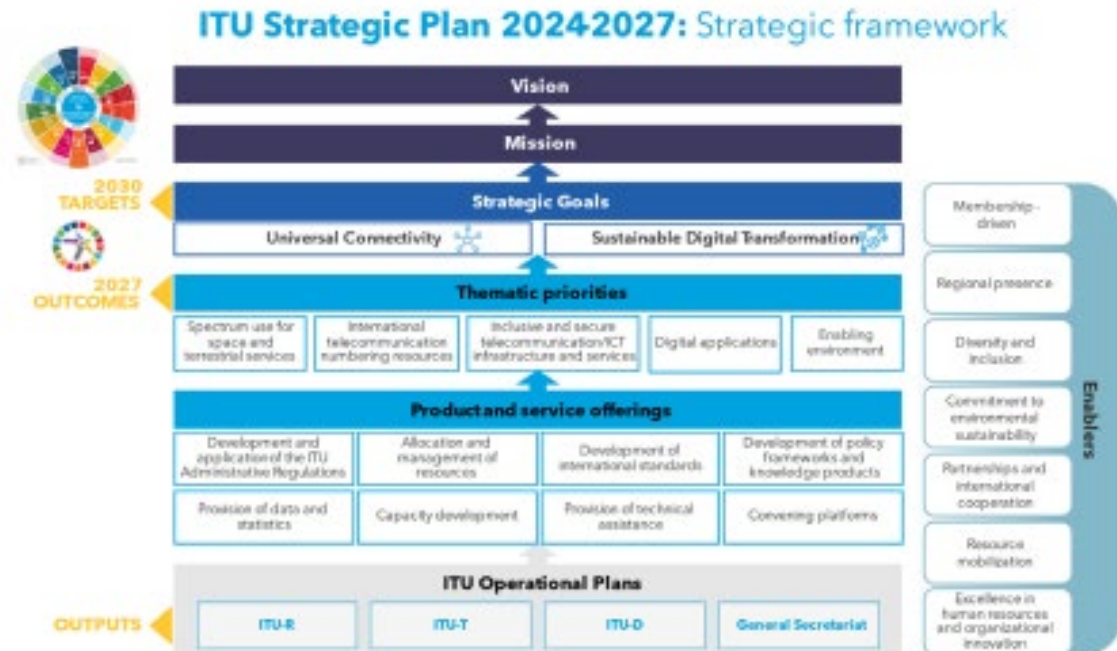 ITU Strategic Plan 20242027: Strategic framework
Vision
Mission
2030
TARGETS
Strategic Goals
Universal Connectivity
Sustainable Digital Transformation
2027
OUTCOMES
Thematic priorities
Spectrum use for
space and
terrestrial services
International
telecommunication
numbering resources
Inclusive and secure
telecommunication/ICT
infrastructure and services
Digital applications
Enabling
environment
Product and service offerings
Development and
application of the ITU
Administrative Regulations
Allocation and
management of
resources
Development of
international standards
Development of policy
frameworks and
knowledge products
Provision of data and
statistics
Capacity development
Provision of technical
assistance
Convening platforms
ITU Operational Plans
OUTPUTS
ITU-R
ITU-T
ITU-D
General Secretariat
Membership-
driven
Regional presence
Diversity and
inclusion
Commitment to
environmental
sustainability
Partnerships and
international
cooperation
Resource
mobilization
Excellence in
human resources
and organizational
innovation
Enablers